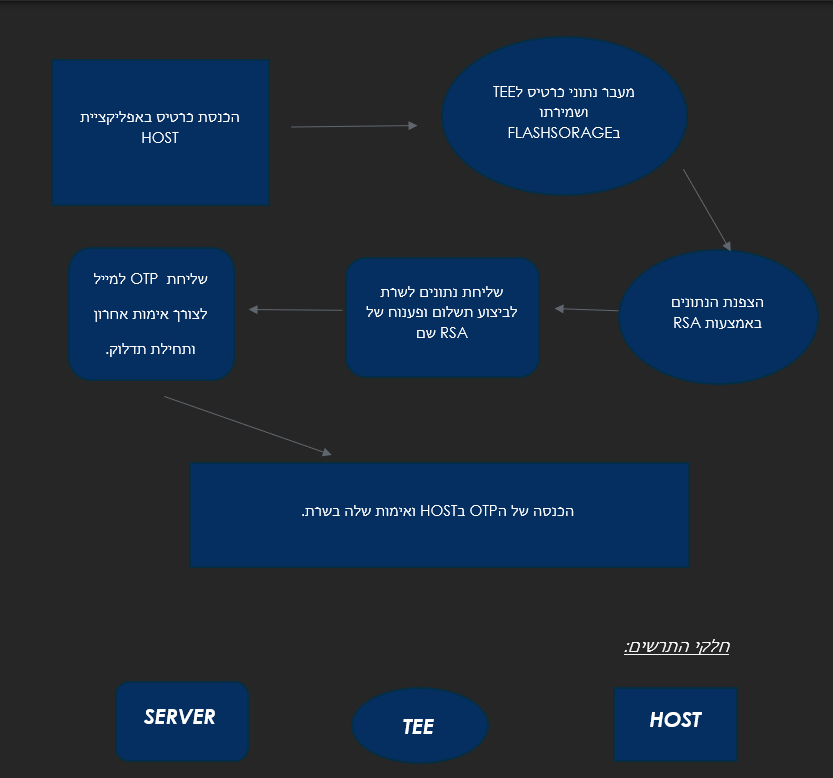 הכנסת כרטיס באפליקציית
HOST
מעבר נתוני כרטיס לTEE
ושמירתו
בFLASHSORAGE
הצפנת הנתונים
באמצעות RSA
שליחת נתונים לשרת
לביצוע תשלום ופענוח של
RSA שם
שליחת OTP למייל
לצורך אימות אחרון
ותחילת תדלוק.
הכנסה של הOTP בHOST ואימות שלה בשרת.
חלקי התרשים:
HOST
TEE
SERVER